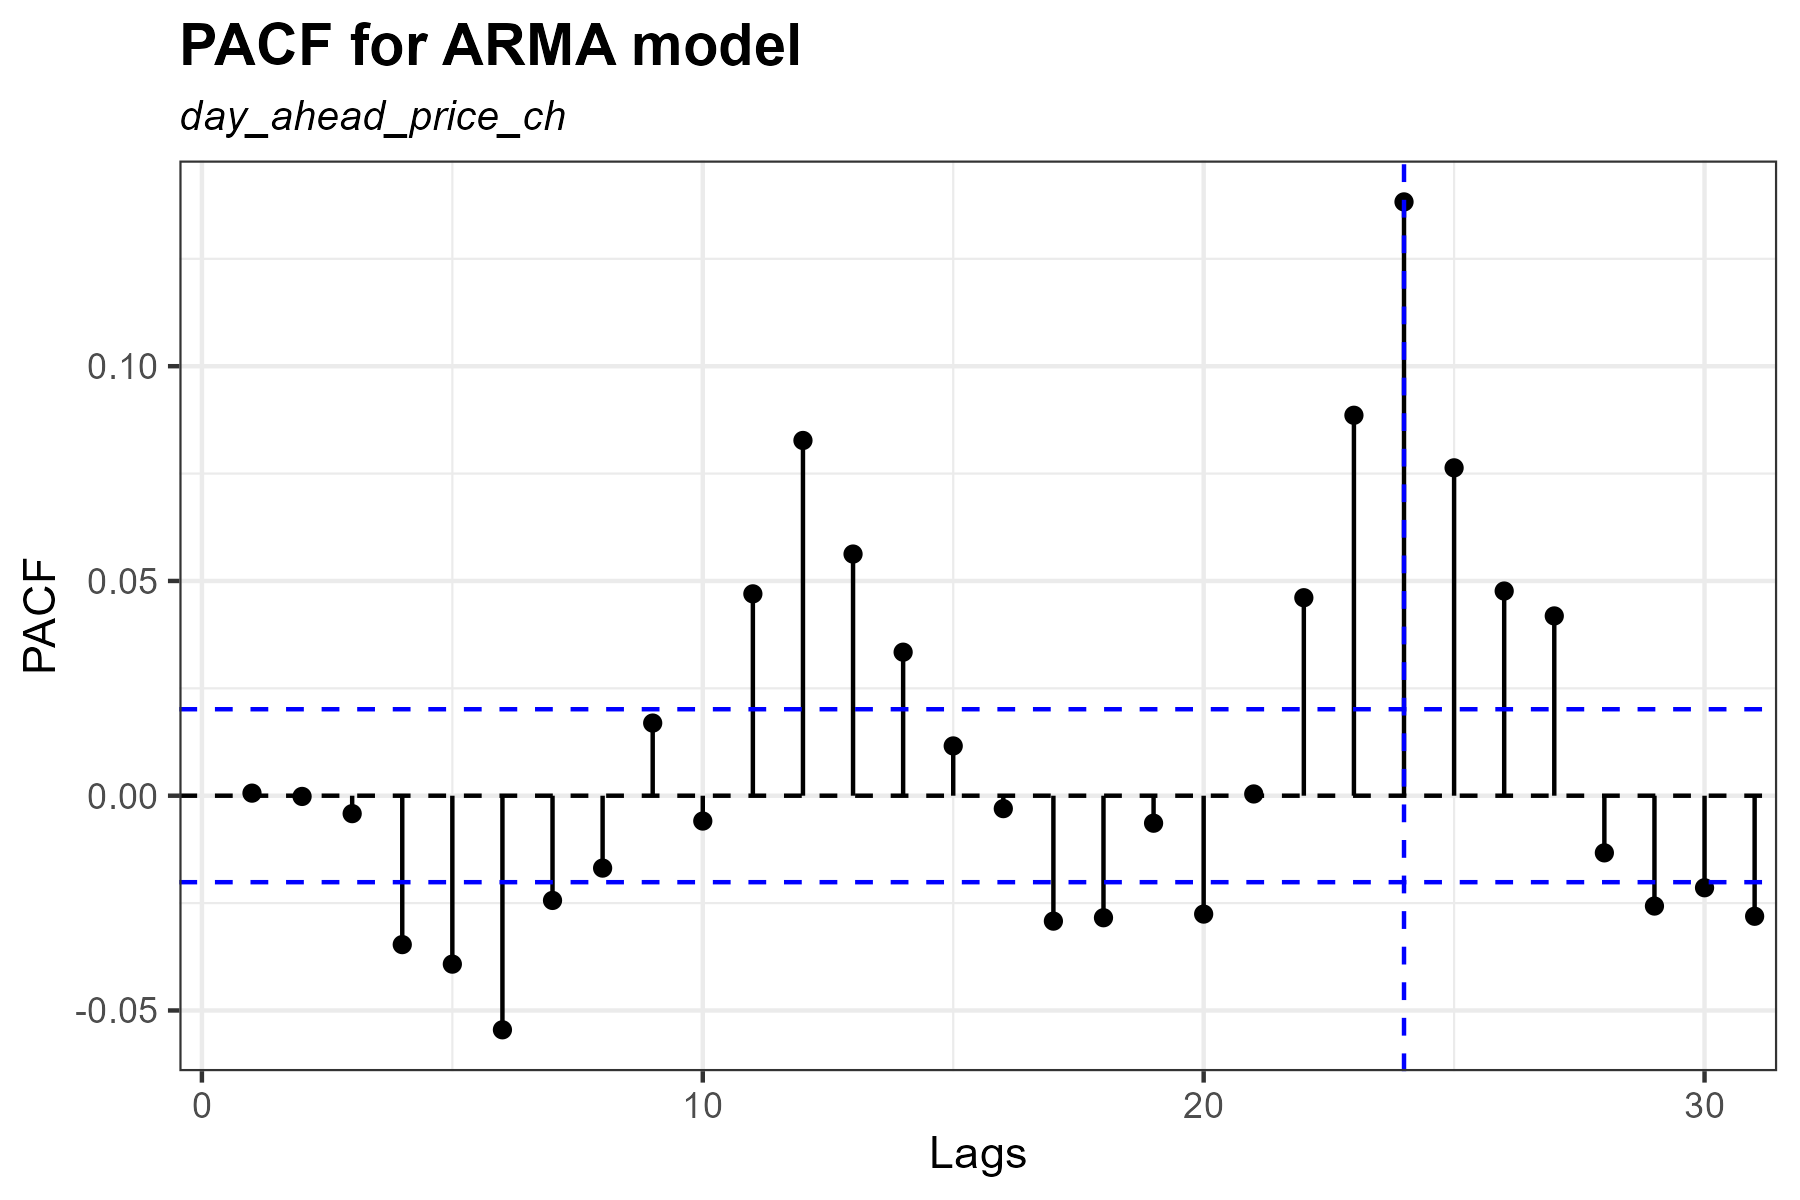 PACF for ARMA model
day_ahead_price_ch
PACF
0.10
0.05
0.00
-0.05
0 10 20 30
Lags